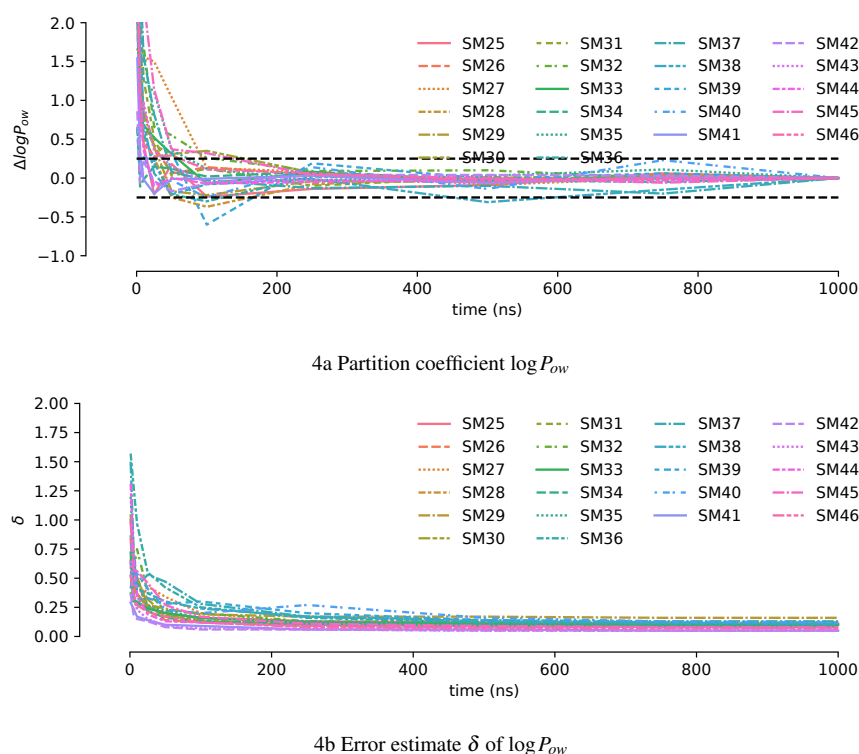 2.0
1.5
1.0
0.5
0.0
−0.5
−1.0
ΔlogP_ow
SM25 SM31 SM37 SM42
SM26 SM32 SM38 SM43
SM27 SM33 SM39 SM44
SM28 SM34 SM40 SM45
SM29 SM35 SM41 SM46
SM30 SM36
0 200 400 600 800 1000
time (ns)
4a Partition coefficient log P_ow
2.00
1.75
1.50
1.25
1.00
0.75
0.50
0.25
0.00
δ
SM25 SM31 SM37 SM42
SM26 SM32 SM38 SM43
SM27 SM33 SM39 SM44
SM28 SM34 SM40 SM45
SM29 SM35 SM41 SM46
SM30 SM36
0 200 400 600 800 1000
time (ns)
4b Error estimate δ of log P_ow